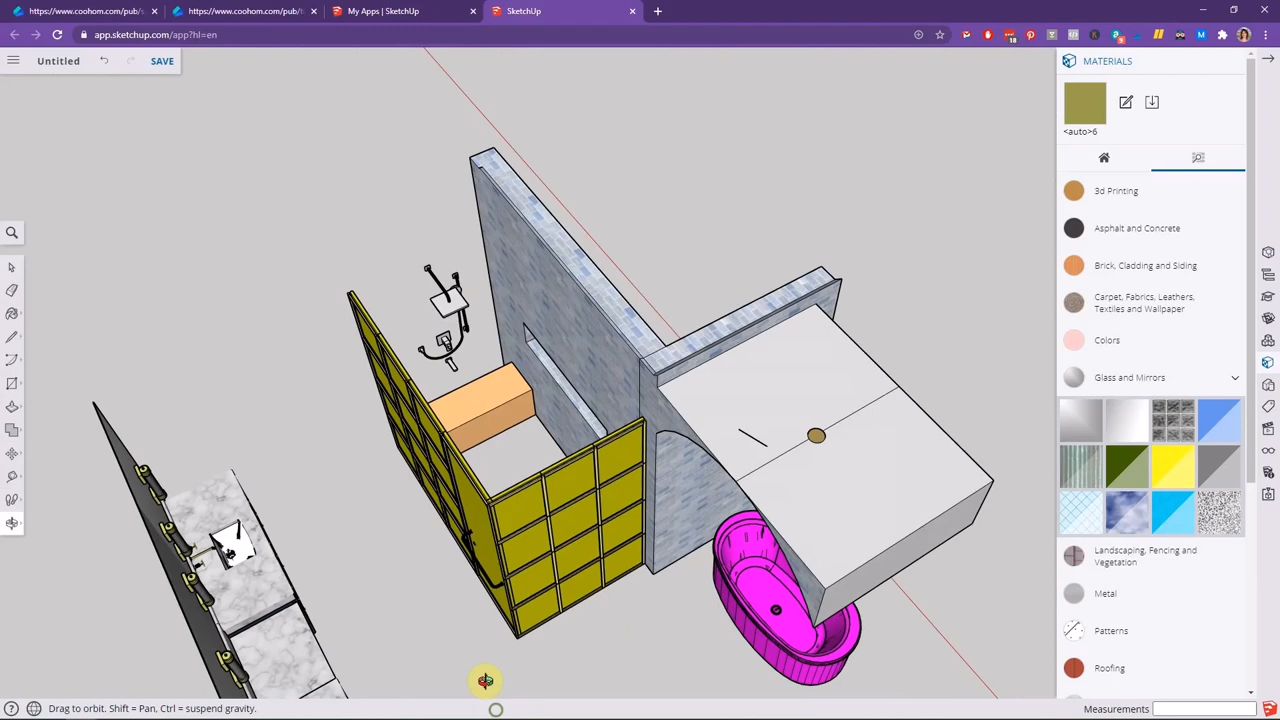 https://www.coohom.com/pub/s
https://www.coohom.com/pub/t
My Apps | SketchUp
SketchUp
app.sketchup.com/app?hl=en
Untitled
SAVE
MATERIALS
<auto>6
3d Printing
Asphalt and Concrete
Brick, Cladding and Siding
Carpet, Fabrics, Leathers,
Textiles and Wallpaper
Colors
Glass and Mirrors
Landscaping, Fencing and
Vegetation
Metal
Patterns
Roofing
Drag to orbit. Shift = Pan, Ctrl = suspend gravity.
Measurements